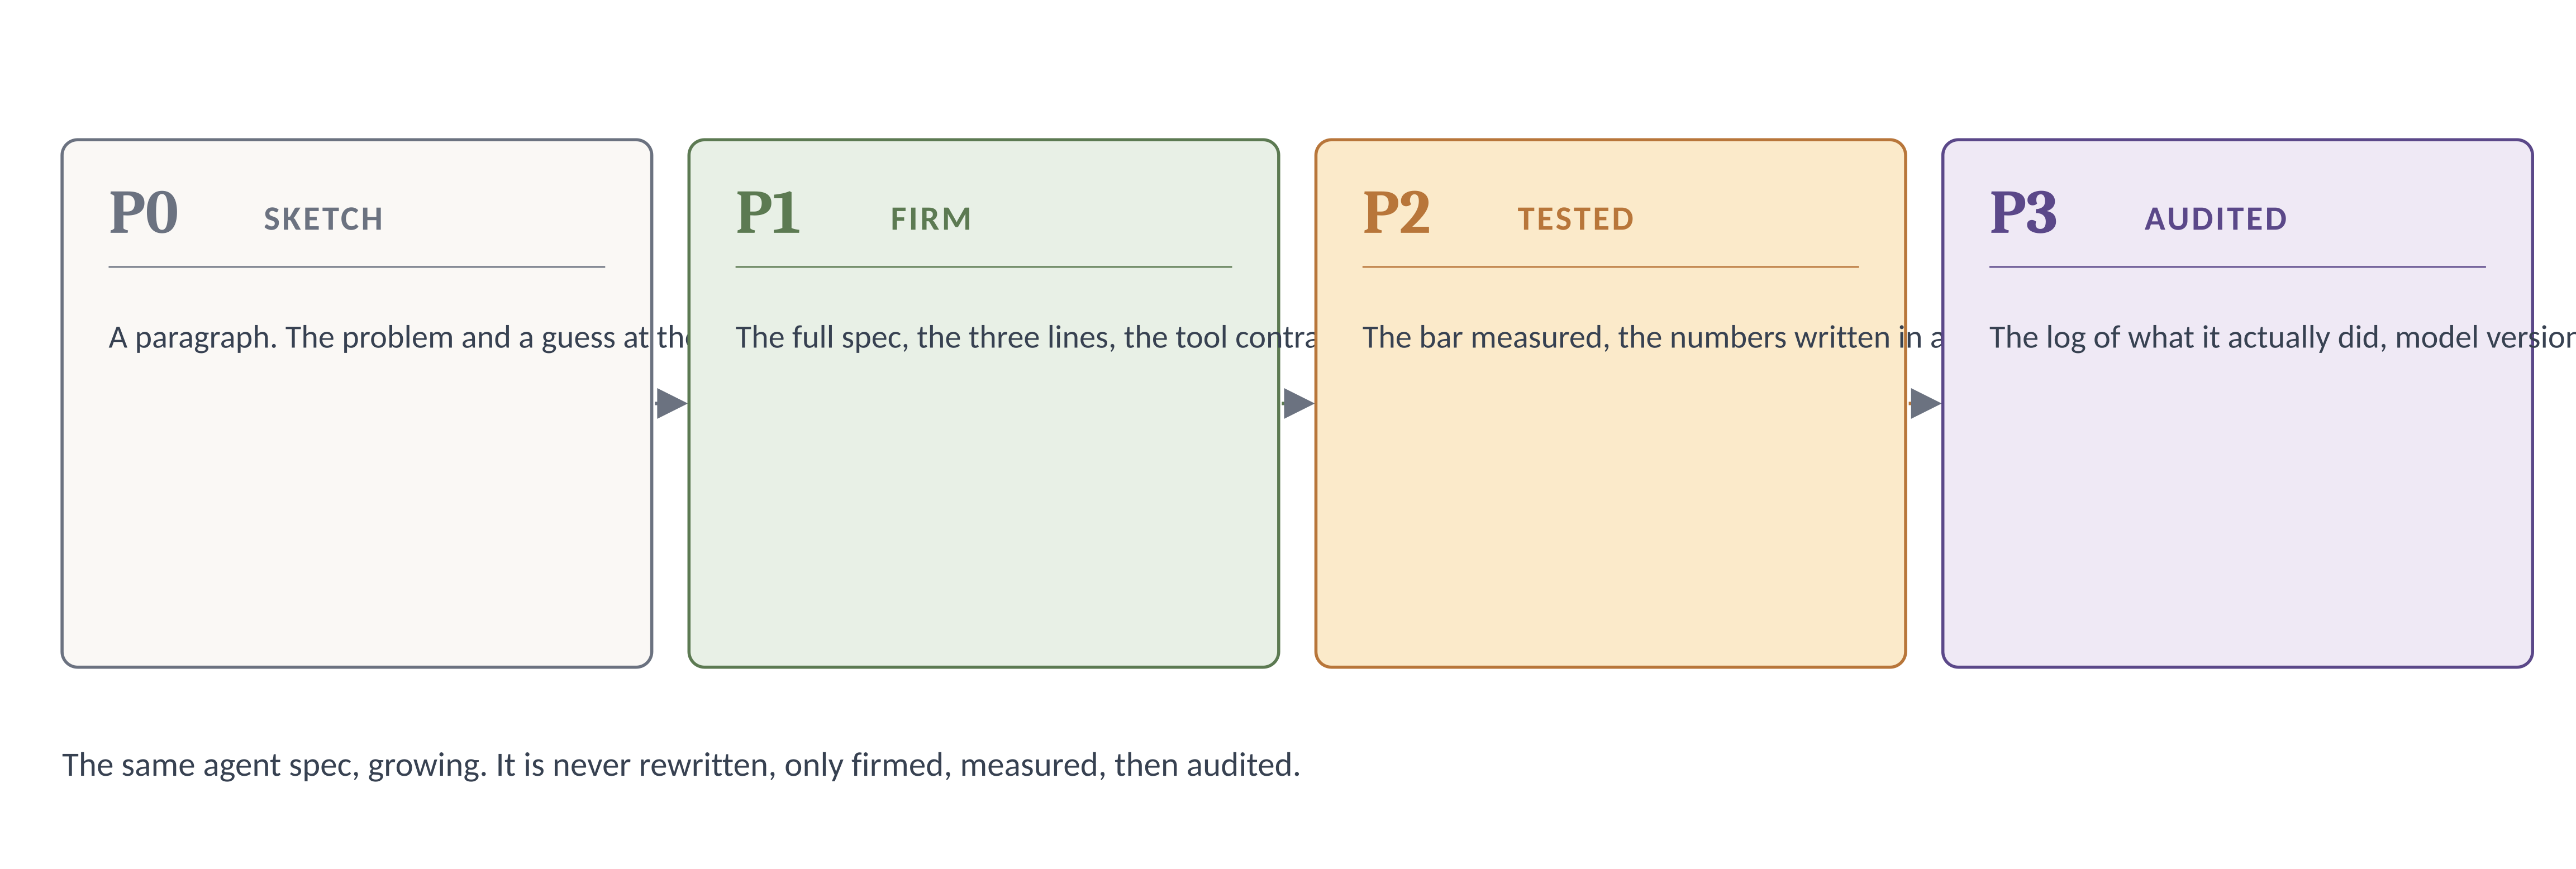 P0 SKETCH
A paragraph. The problem and a guess at the
P1 FIRM
The full spec, the three lines, the tool contra
P2 TESTED
The bar measured, the numbers written in a
P3 AUDITED
The log of what it actually did, model version
The same agent spec, growing. It is never rewritten, only firmed, measured, then audited.